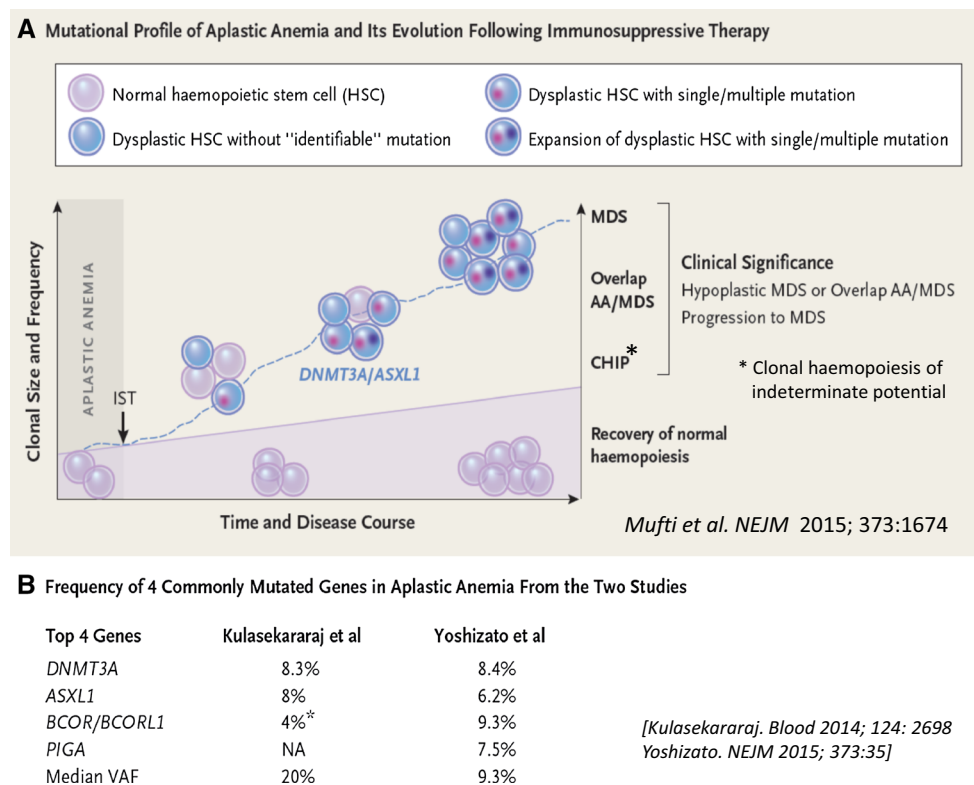 A Mutational Profile of Aplastic Anemia and Its Evolution Following Immunosuppressive Therapy
Normal haemopoietic stem cell (HSC)
Dysplastic HSC with single/multiple mutation
Dysplastic HSC without "identifiable" mutation
Expansion of dysplastic HSC with single/multiple mutation
Clonal Size and Frequency
APLASTIC ANEMIA
IST
DNMT3A/ASXL1
MDS
Overlap
AA/MDS
CHIP*
Recovery of normal
haemopoiesis
Clinical Significance
Hypoplastic MDS or Overlap AA/MDS
Progression to MDS
* Clonal haemopoiesis of
indeterminate potential
Time and Disease Course
Mufti et al. NEJM 2015; 373:1674
B Frequency of 4 Commonly Mutated Genes in Aplastic Anemia From the Two Studies
Top 4 Genes Kulasekararaj et al Yoshizato et al
DNMT3A 8.3% 8.4%
ASXL1 8% 6.2%
BCOR/BCORL1 4%* 9.3%
PIGA NA 7.5%
Median VAF 20% 9.3%
[Kulasekararaj. Blood 2014; 124: 2698
Yoshizato. NEJM 2015; 373:35]